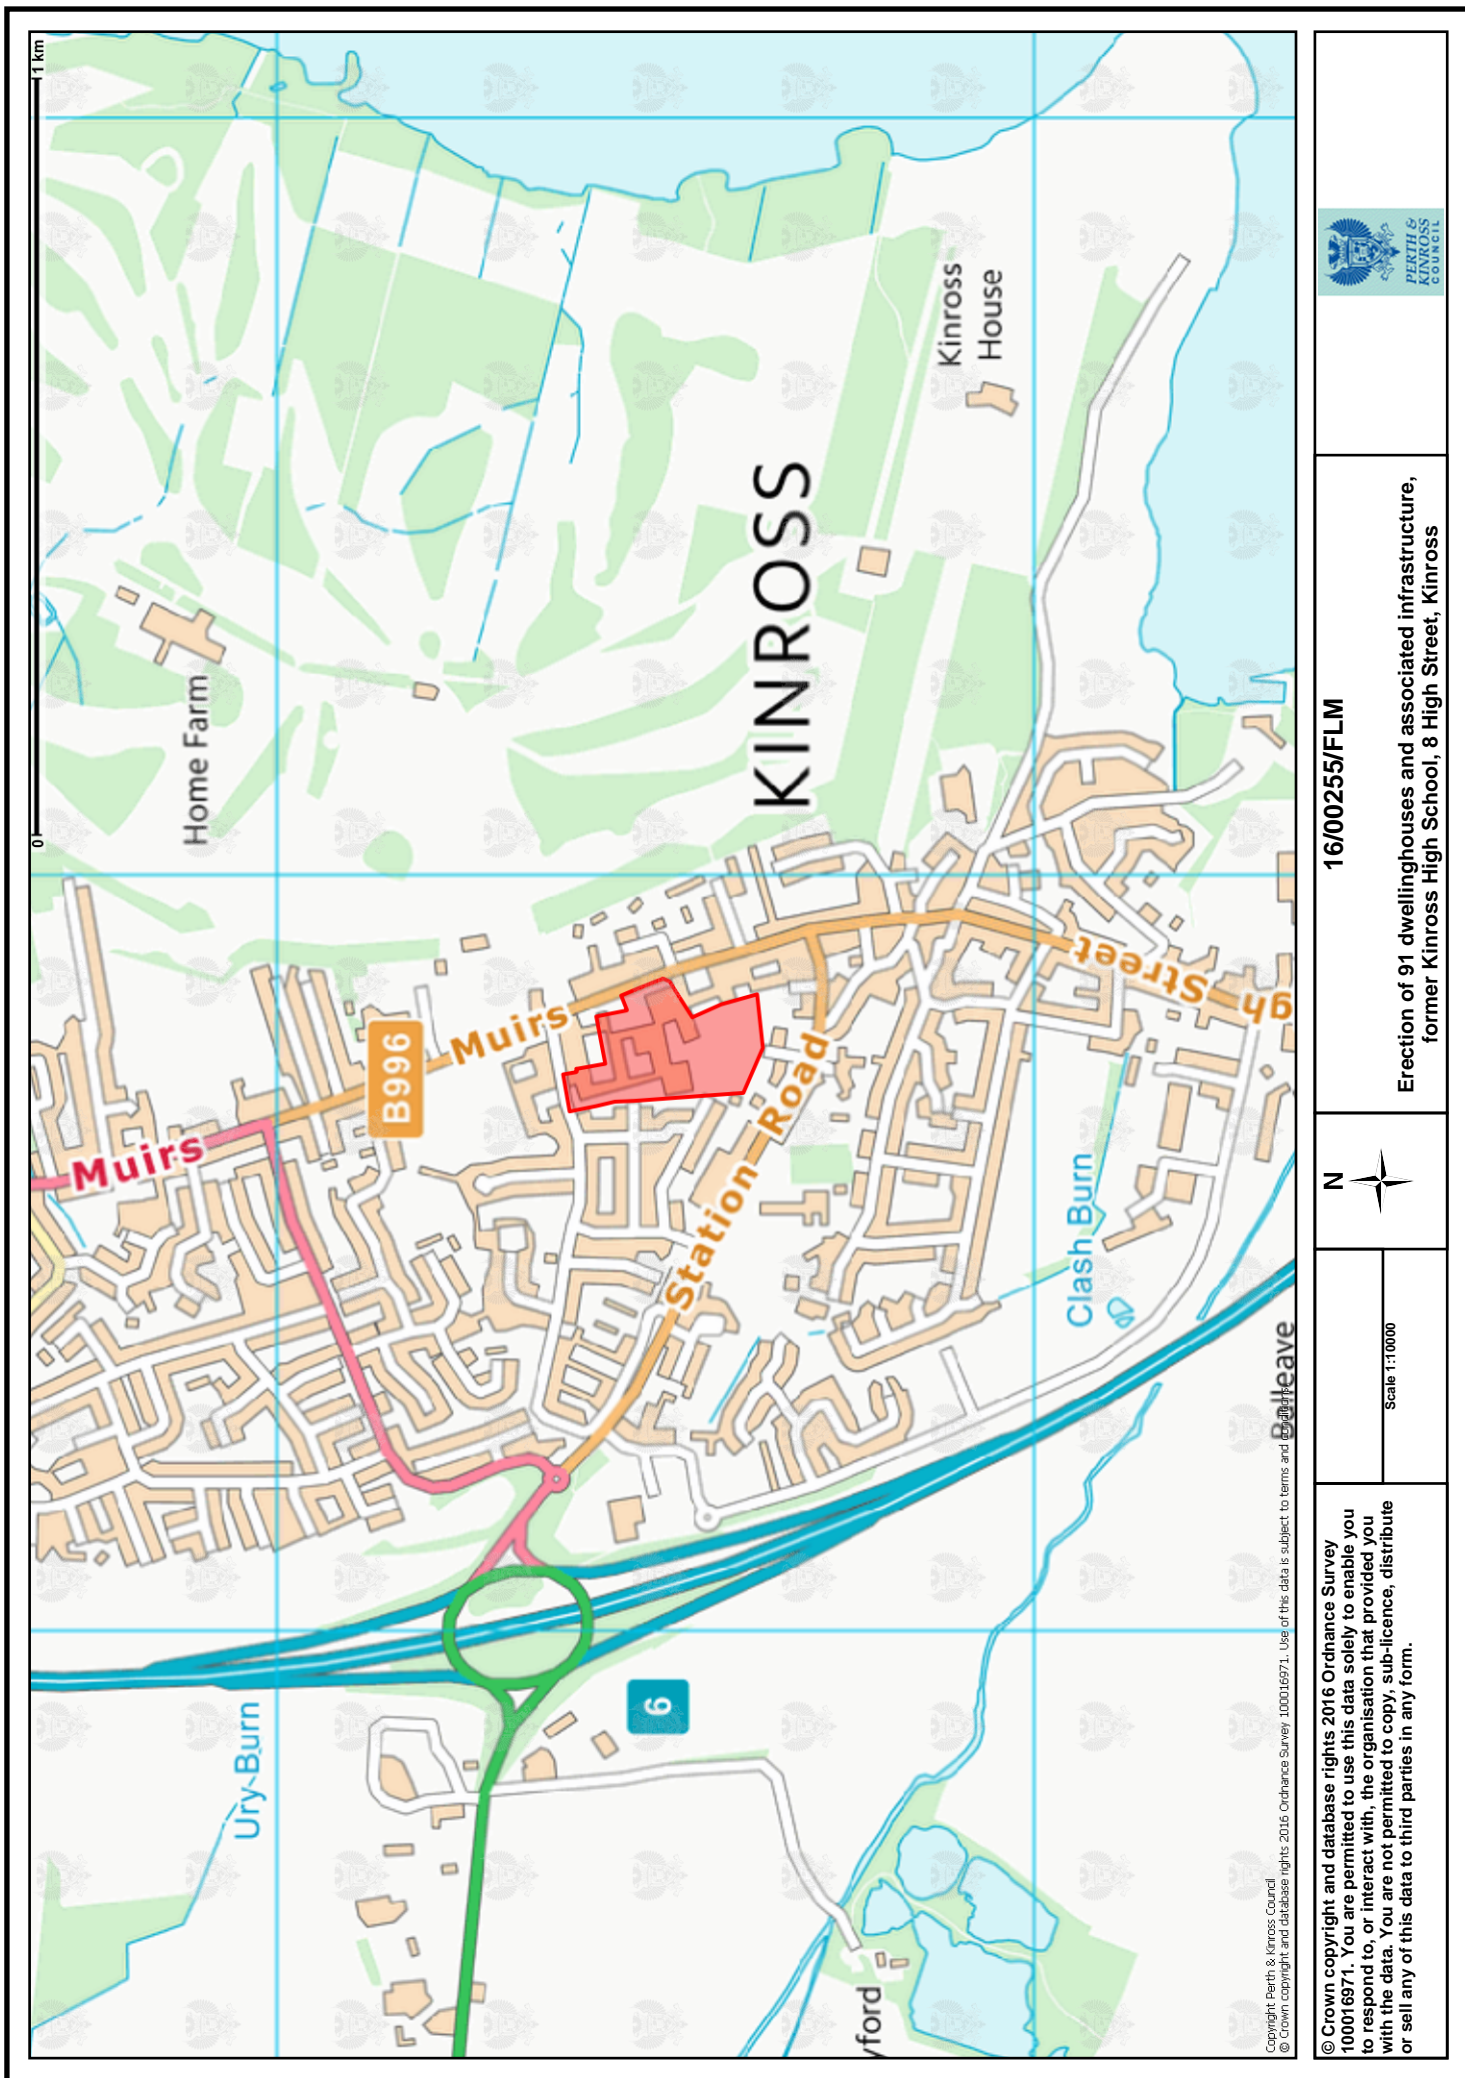 1 km
0
Home Farm
KINROSS
Kinross
House
Muirs
B996
Muirs
Station Road
gh Street
Clash Burn
Ury Burn
6
yford
Balleave
Copyright Perth & Kinross Council
© Crown copyright and database rights 2016 Ordnance Survey 100016971. Use of this data is subject to terms and conditions
© Crown copyright and database rights 2016 Ordnance Survey
100016971. You are permitted to use this data solely to enable you
to respond to, or interact with, the organisation that provided you
with the data. You are not permitted to copy, sub-licence, distribute
or sell any of this data to third parties in any form.
Scale 1:10000
N
16/00255/FLM
Erection of 91 dwellinghouses and associated infrastructure,
former Kinross High School, 8 High Street, Kinross
PERTH &
KINROSS
COUNCIL